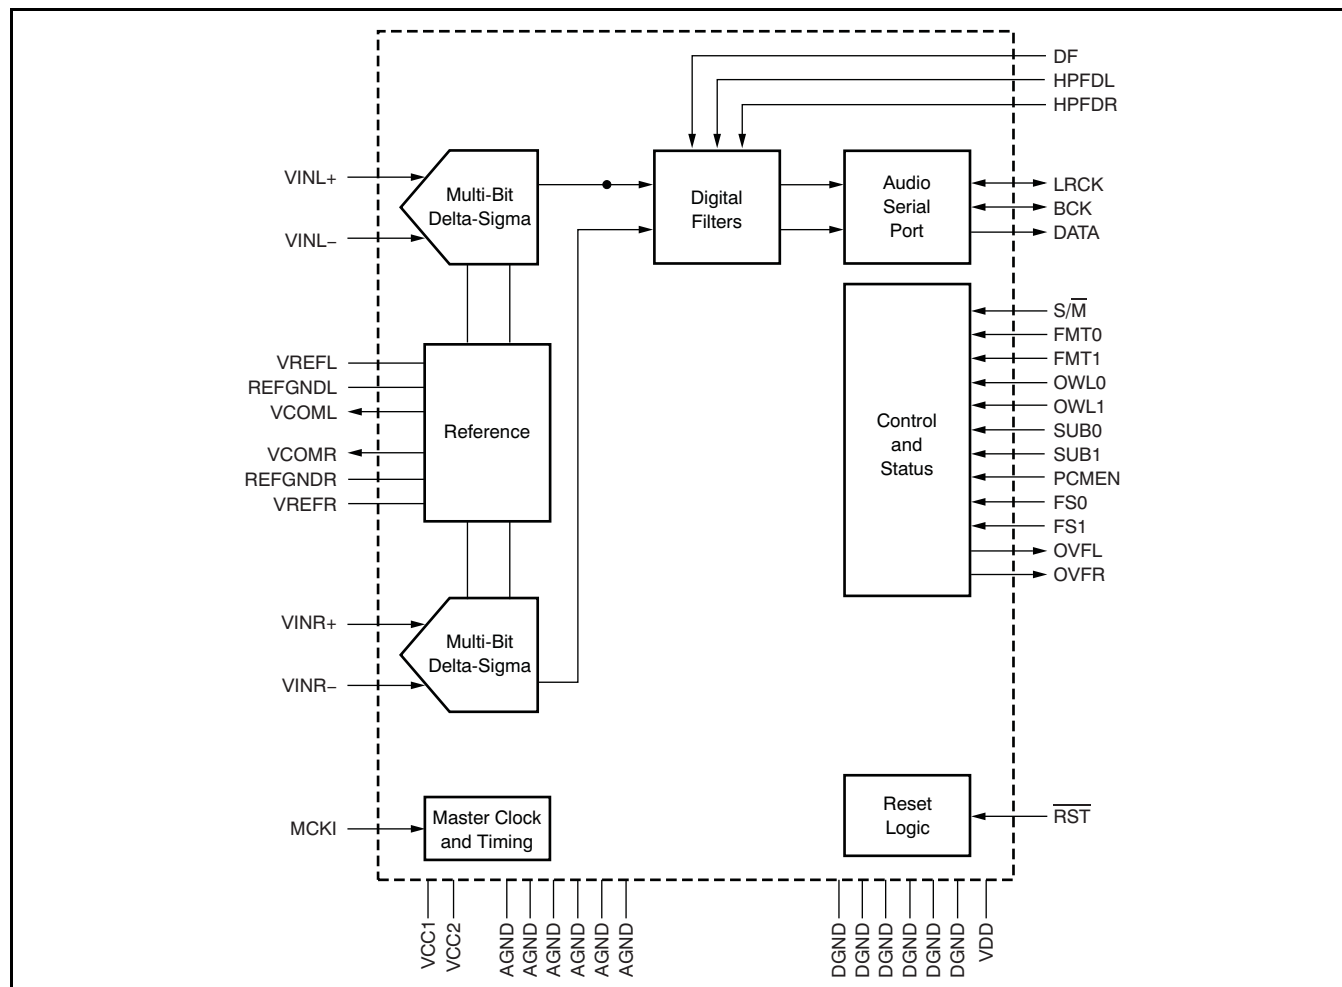 DF
HPFDL
HPFDR
VINL+
VINL−
Multi-Bit
Delta-Sigma
Digital
Filters
Audio
Serial
Port
LRCK
BCK
DATA
VREFL
REFGNDL
VCOML
VCOMR
REFGNDR
VREFR
Reference
Control
and
Status
S/M̅
FMT0
FMT1
OWL0
OWL1
SUB0
SUB1
PCMEN
FS0
FS1
OVFL
OVFR
VINR+
VINR−
Multi-Bit
Delta-Sigma
MCKI
Master Clock
and Timing
Reset
Logic
R̅S̅T̅
VCC1
VCC2
AGND
AGND
AGND
AGND
AGND
AGND
DGND
DGND
DGND
DGND
DGND
DGND
VDD